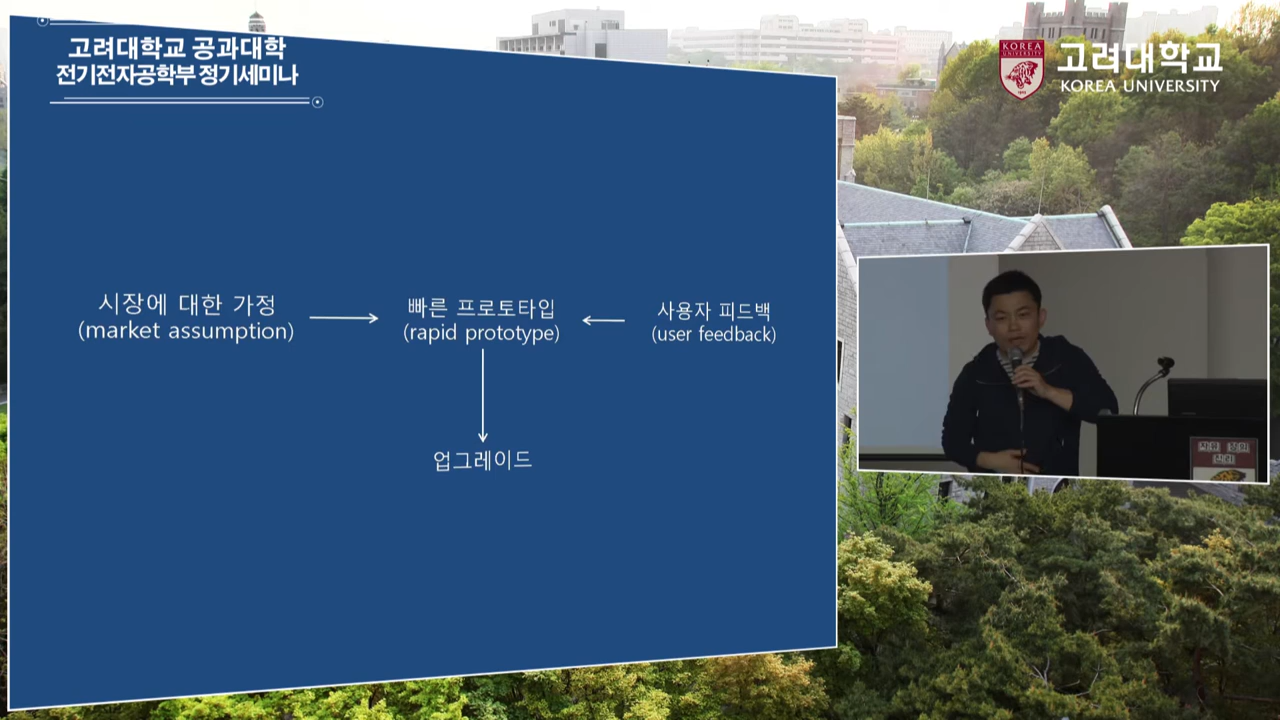 고려대학교 공과대학
전기전자공학부 정기세미나
KOREA
UNIVERSITY
고려대학교
KOREA UNIVERSITY
시장에 대한 가정
(market assumption)
빠른 프로토타입
(rapid prototype)
사용자 피드백
(user feedback)
업그레이드